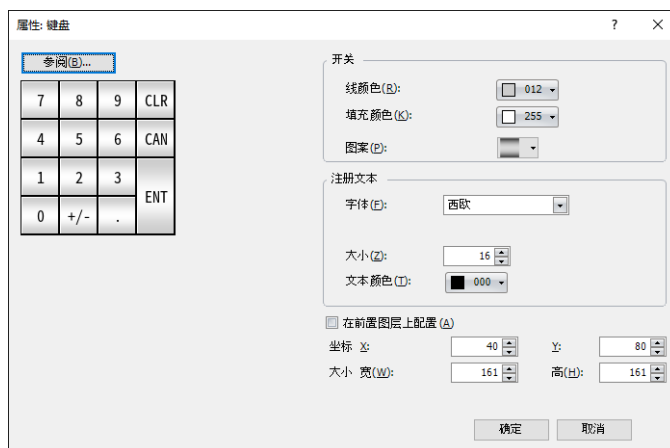 属性: 键盘
?
参阅(B)...
7 8 9 CLR
4 5 6 CAN
1 2 3
ENT
0 +/- .
开关
线颜色(R): 012
填充颜色(K): 255
图案(P):
注册文本
字体(F): 西欧
大小(Z): 16
文本颜色(T): 000
在前置图层上配置(A)
坐标 X: 40 Y: 80
大小 宽(W): 161 高(H): 161
确定 取消